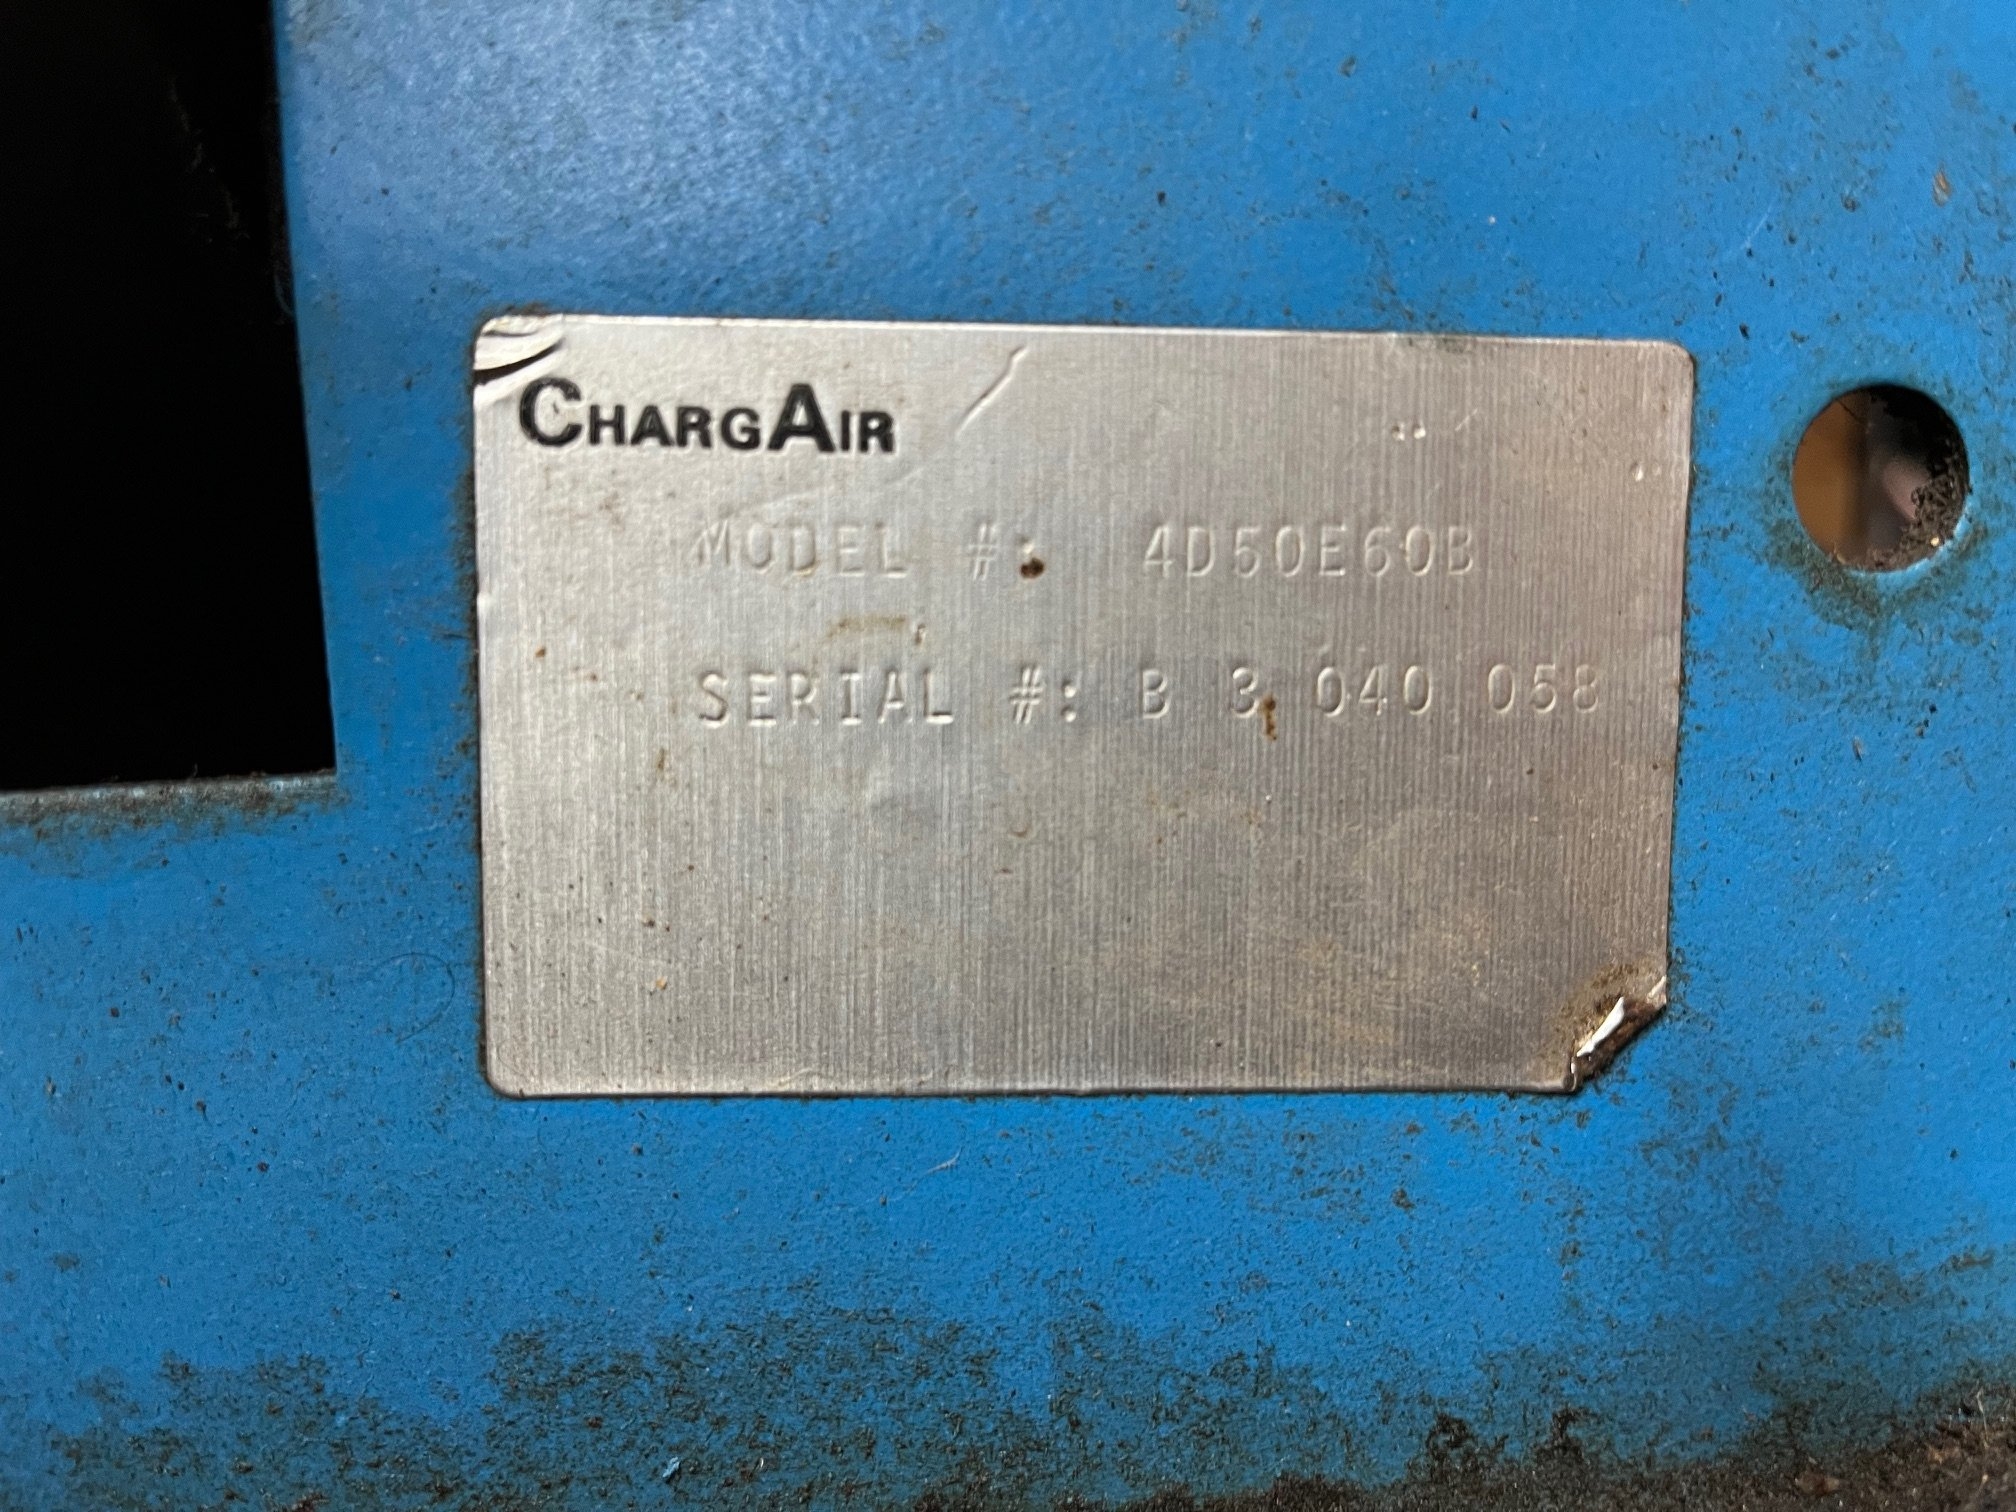 CHARGAIR
MODEL #: 4D50E60B
SERIAL #: B 3 040 058